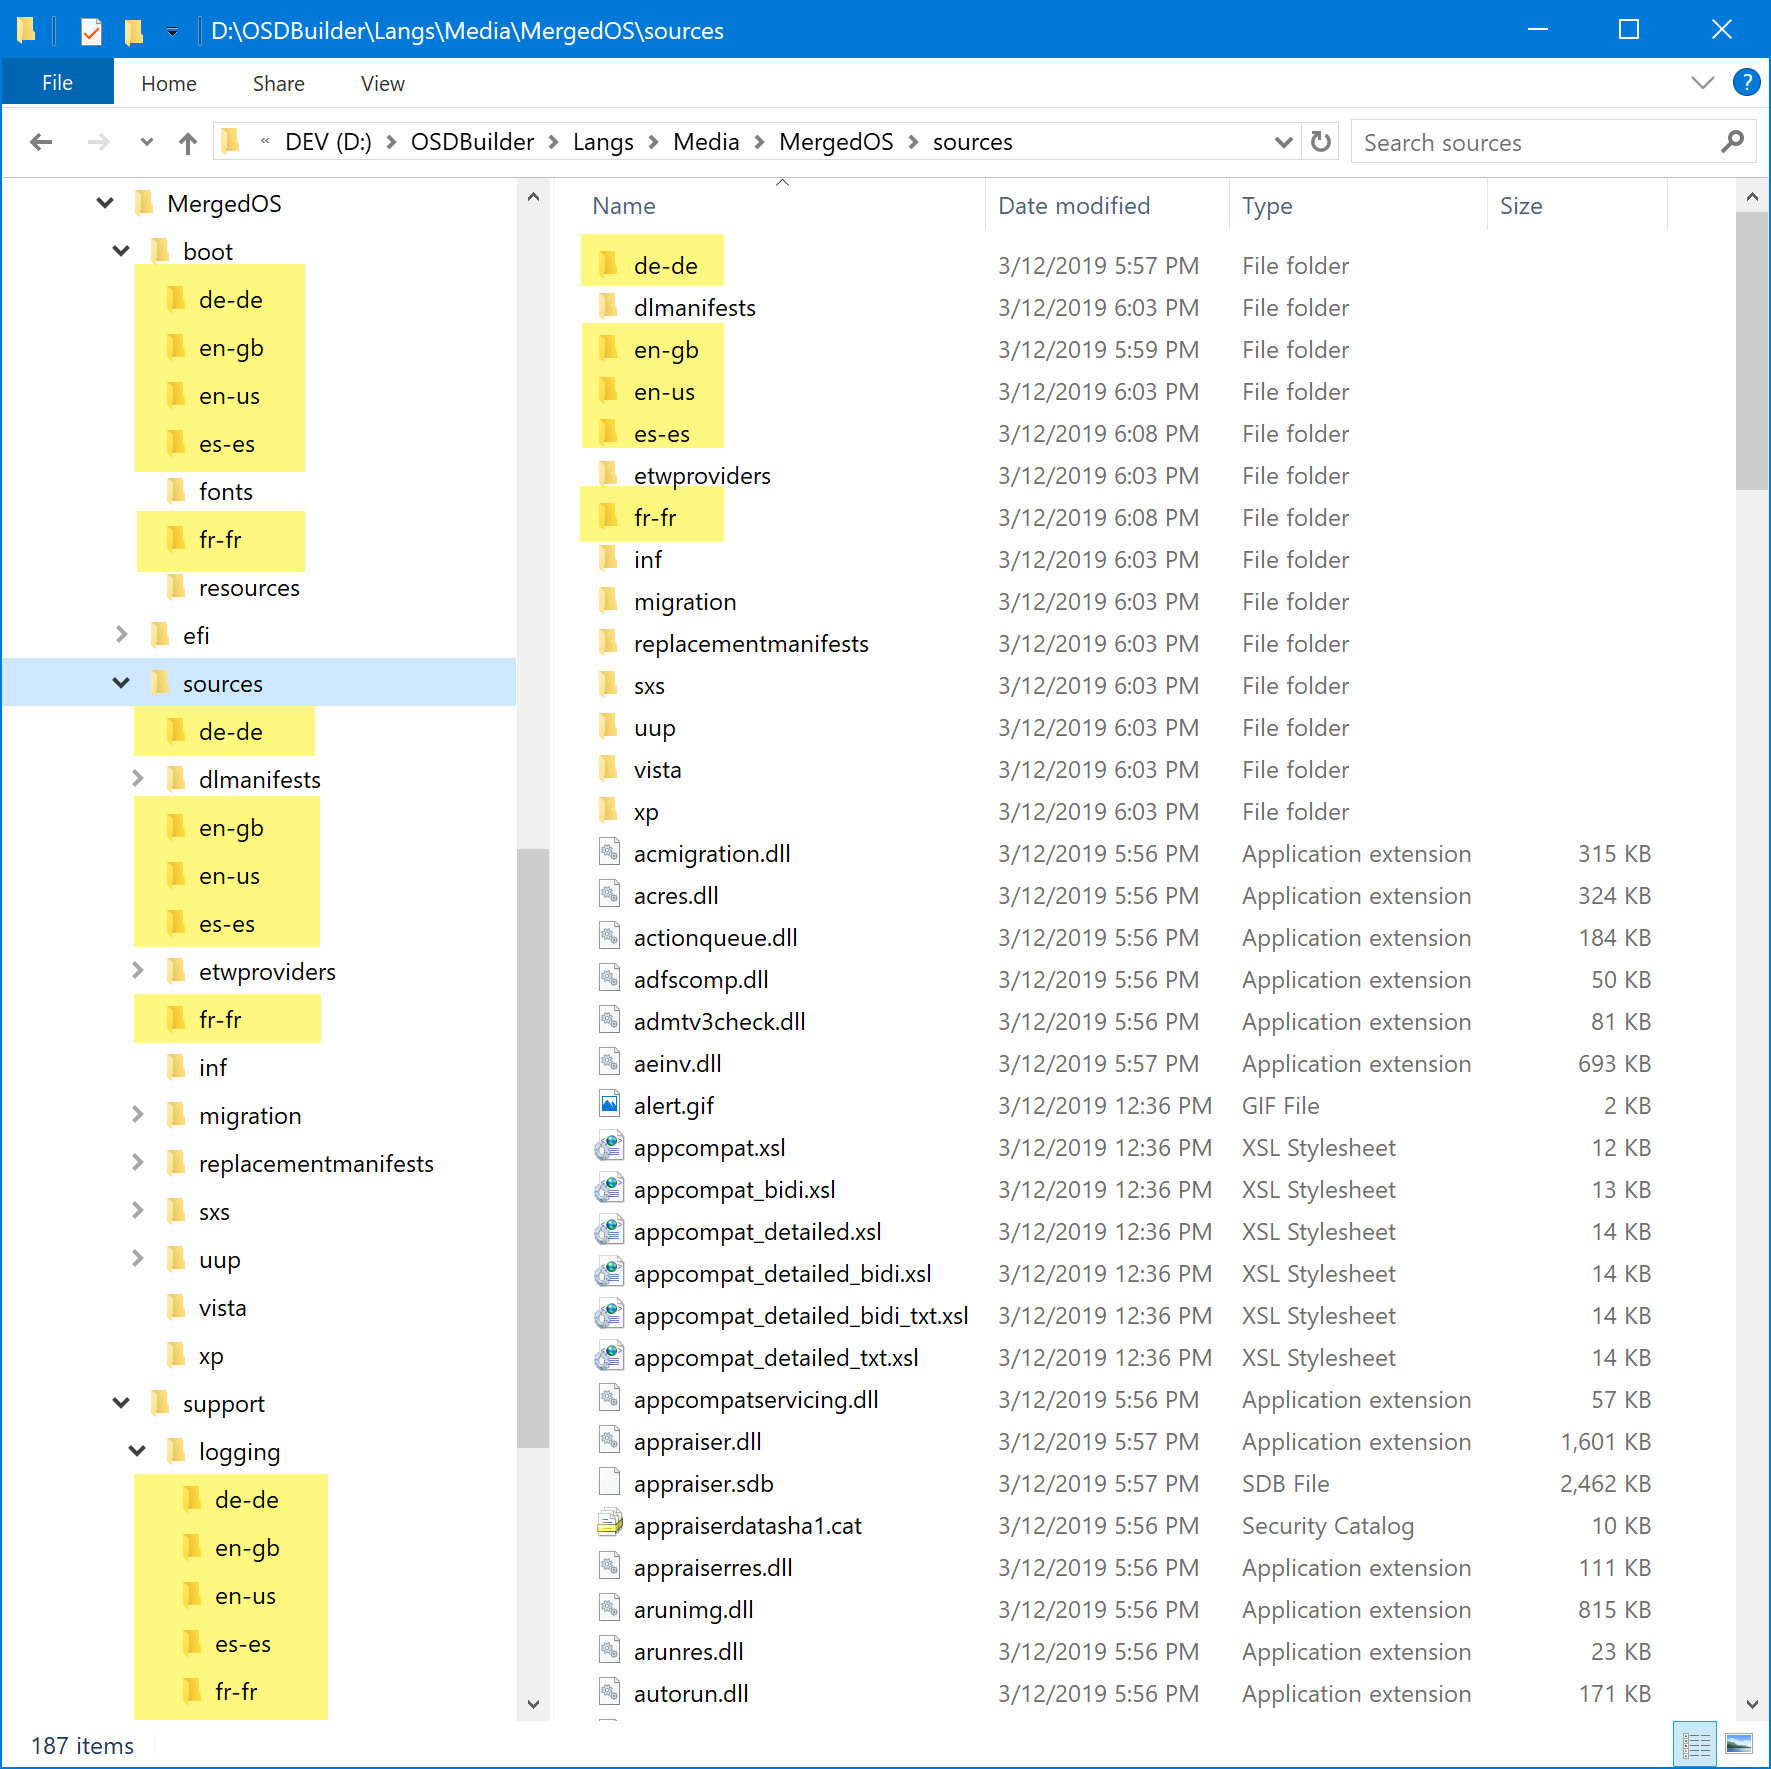 D:\OSDBuilder\Langs\Media\MergedOS\sources
File Home Share View ?
« DEV (D:) > OSDBuilder > Langs > Media > MergedOS > sources
Search sources
MergedOS
boot
de-de
en-gb
en-us
es-es
fonts
fr-fr
resources
efi
sources
de-de
dlmanifests
en-gb
en-us
es-es
etwproviders
fr-fr
inf
migration
replacementmanifests
sxs
uup
vista
xp
support
logging
de-de
en-gb
en-us
es-es
fr-fr
Name Date modified Type Size
de-de 3/12/2019 5:57 PM File folder
dlmanifests 3/12/2019 6:03 PM File folder
en-gb 3/12/2019 5:59 PM File folder
en-us 3/12/2019 6:03 PM File folder
es-es 3/12/2019 6:08 PM File folder
etwproviders 3/12/2019 6:03 PM File folder
fr-fr 3/12/2019 6:08 PM File folder
inf 3/12/2019 6:03 PM File folder
migration 3/12/2019 6:03 PM File folder
replacementmanifests 3/12/2019 6:03 PM File folder
sxs 3/12/2019 6:03 PM File folder
uup 3/12/2019 6:03 PM File folder
vista 3/12/2019 6:03 PM File folder
xp 3/12/2019 6:03 PM File folder
acmigration.dll 3/12/2019 5:56 PM Application extension 315 KB
acres.dll 3/12/2019 5:56 PM Application extension 324 KB
actionqueue.dll 3/12/2019 5:56 PM Application extension 184 KB
adfscomp.dll 3/12/2019 5:56 PM Application extension 50 KB
admtv3check.dll 3/12/2019 5:56 PM Application extension 81 KB
aeinv.dll 3/12/2019 5:57 PM Application extension 693 KB
alert.gif 3/12/2019 12:36 PM GIF File 2 KB
appcompat.xsl 3/12/2019 12:36 PM XSL Stylesheet 12 KB
appcompat_bidi.xsl 3/12/2019 12:36 PM XSL Stylesheet 13 KB
appcompat_detailed.xsl 3/12/2019 12:36 PM XSL Stylesheet 14 KB
appcompat_detailed_bidi.xsl 3/12/2019 12:36 PM XSL Stylesheet 14 KB
appcompat_detailed_bidi_txt.xsl 3/12/2019 12:36 PM XSL Stylesheet 14 KB
appcompat_detailed_txt.xsl 3/12/2019 12:36 PM XSL Stylesheet 14 KB
appcompatservicing.dll 3/12/2019 5:56 PM Application extension 57 KB
appraiser.dll 3/12/2019 5:57 PM Application extension 1,601 KB
appraiser.sdb 3/12/2019 5:57 PM SDB File 2,462 KB
appraiserdatasha1.cat 3/12/2019 5:56 PM Security Catalog 10 KB
appraiserres.dll 3/12/2019 5:56 PM Application extension 111 KB
arunimg.dll 3/12/2019 5:56 PM Application extension 815 KB
arunres.dll 3/12/2019 5:56 PM Application extension 23 KB
autorun.dll 3/12/2019 5:56 PM Application extension 171 KB
187 items